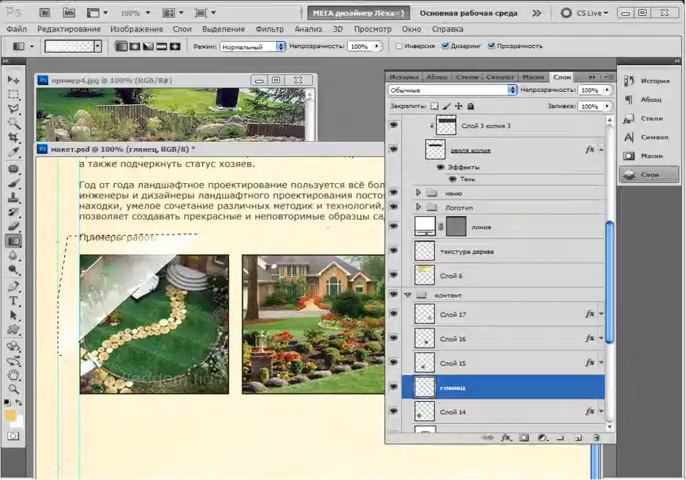 Ps
Br
Mb
100%
МЕГА дизайнер Лёха=)
Основная рабочая среда
CS Live
Файл Редактирование Изображение Слои Выделение Фильтр Анализ 3D Просмотр Окно Справка
Режим: Нормальный Непрозрачность: 100% Инверсия Дизеринг Прозрачность
пример4.jpg @ 100% (RGB/8#)
макет.psd @ 100% (глянец, RGB/8) *
а также подчеркнуть статус хозяев.
Год от года ландшафтное проектирование пользуется всё бол
инженеры и дизайнеры ландшафтного проектирования посто
находки, умелое сочетание различных методик и технологий,
позволяет создавать прекрасные и неповторимые образцы са
Примеры работ:
История Абзац Стили Символ Маски Слои
Обычные Непрозрачность: 100%
Закрепить: Заливка: 100%
Слой 3 копия 3
земля копия
Эффекты
Тень
меню
Логотип
линия
текстура дерева
Слой 6
контент
Слой 17
Слой 16
Слой 15
глянец
Слой 14
История
Абзац
Стили
Символ
Маски
Слои